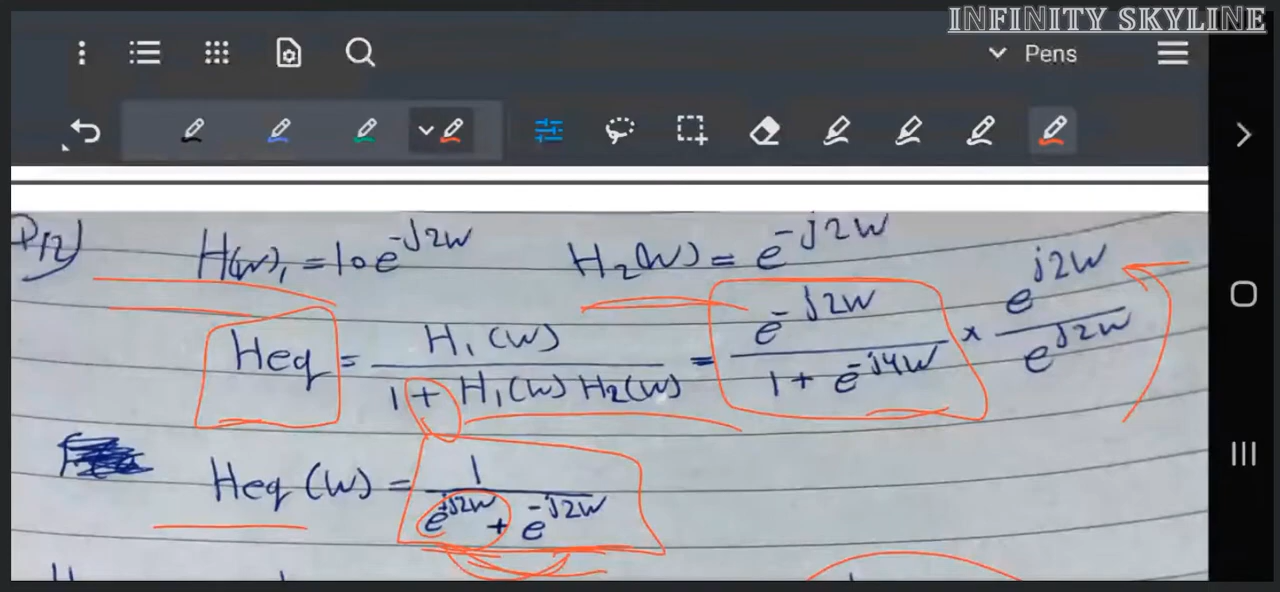 INFINITY SKYLINE
Pens
P12) H(w)₁ = 10e^-j2w H₂(w) = e^-j2w
Heq = H₁(w) / 1 + H₁(w) H₂(w) = e^-j2w / 1 + e^-j4w × e^j2w / e^j2w
Heq (w) = 1 / e^j2w + e^-j2w